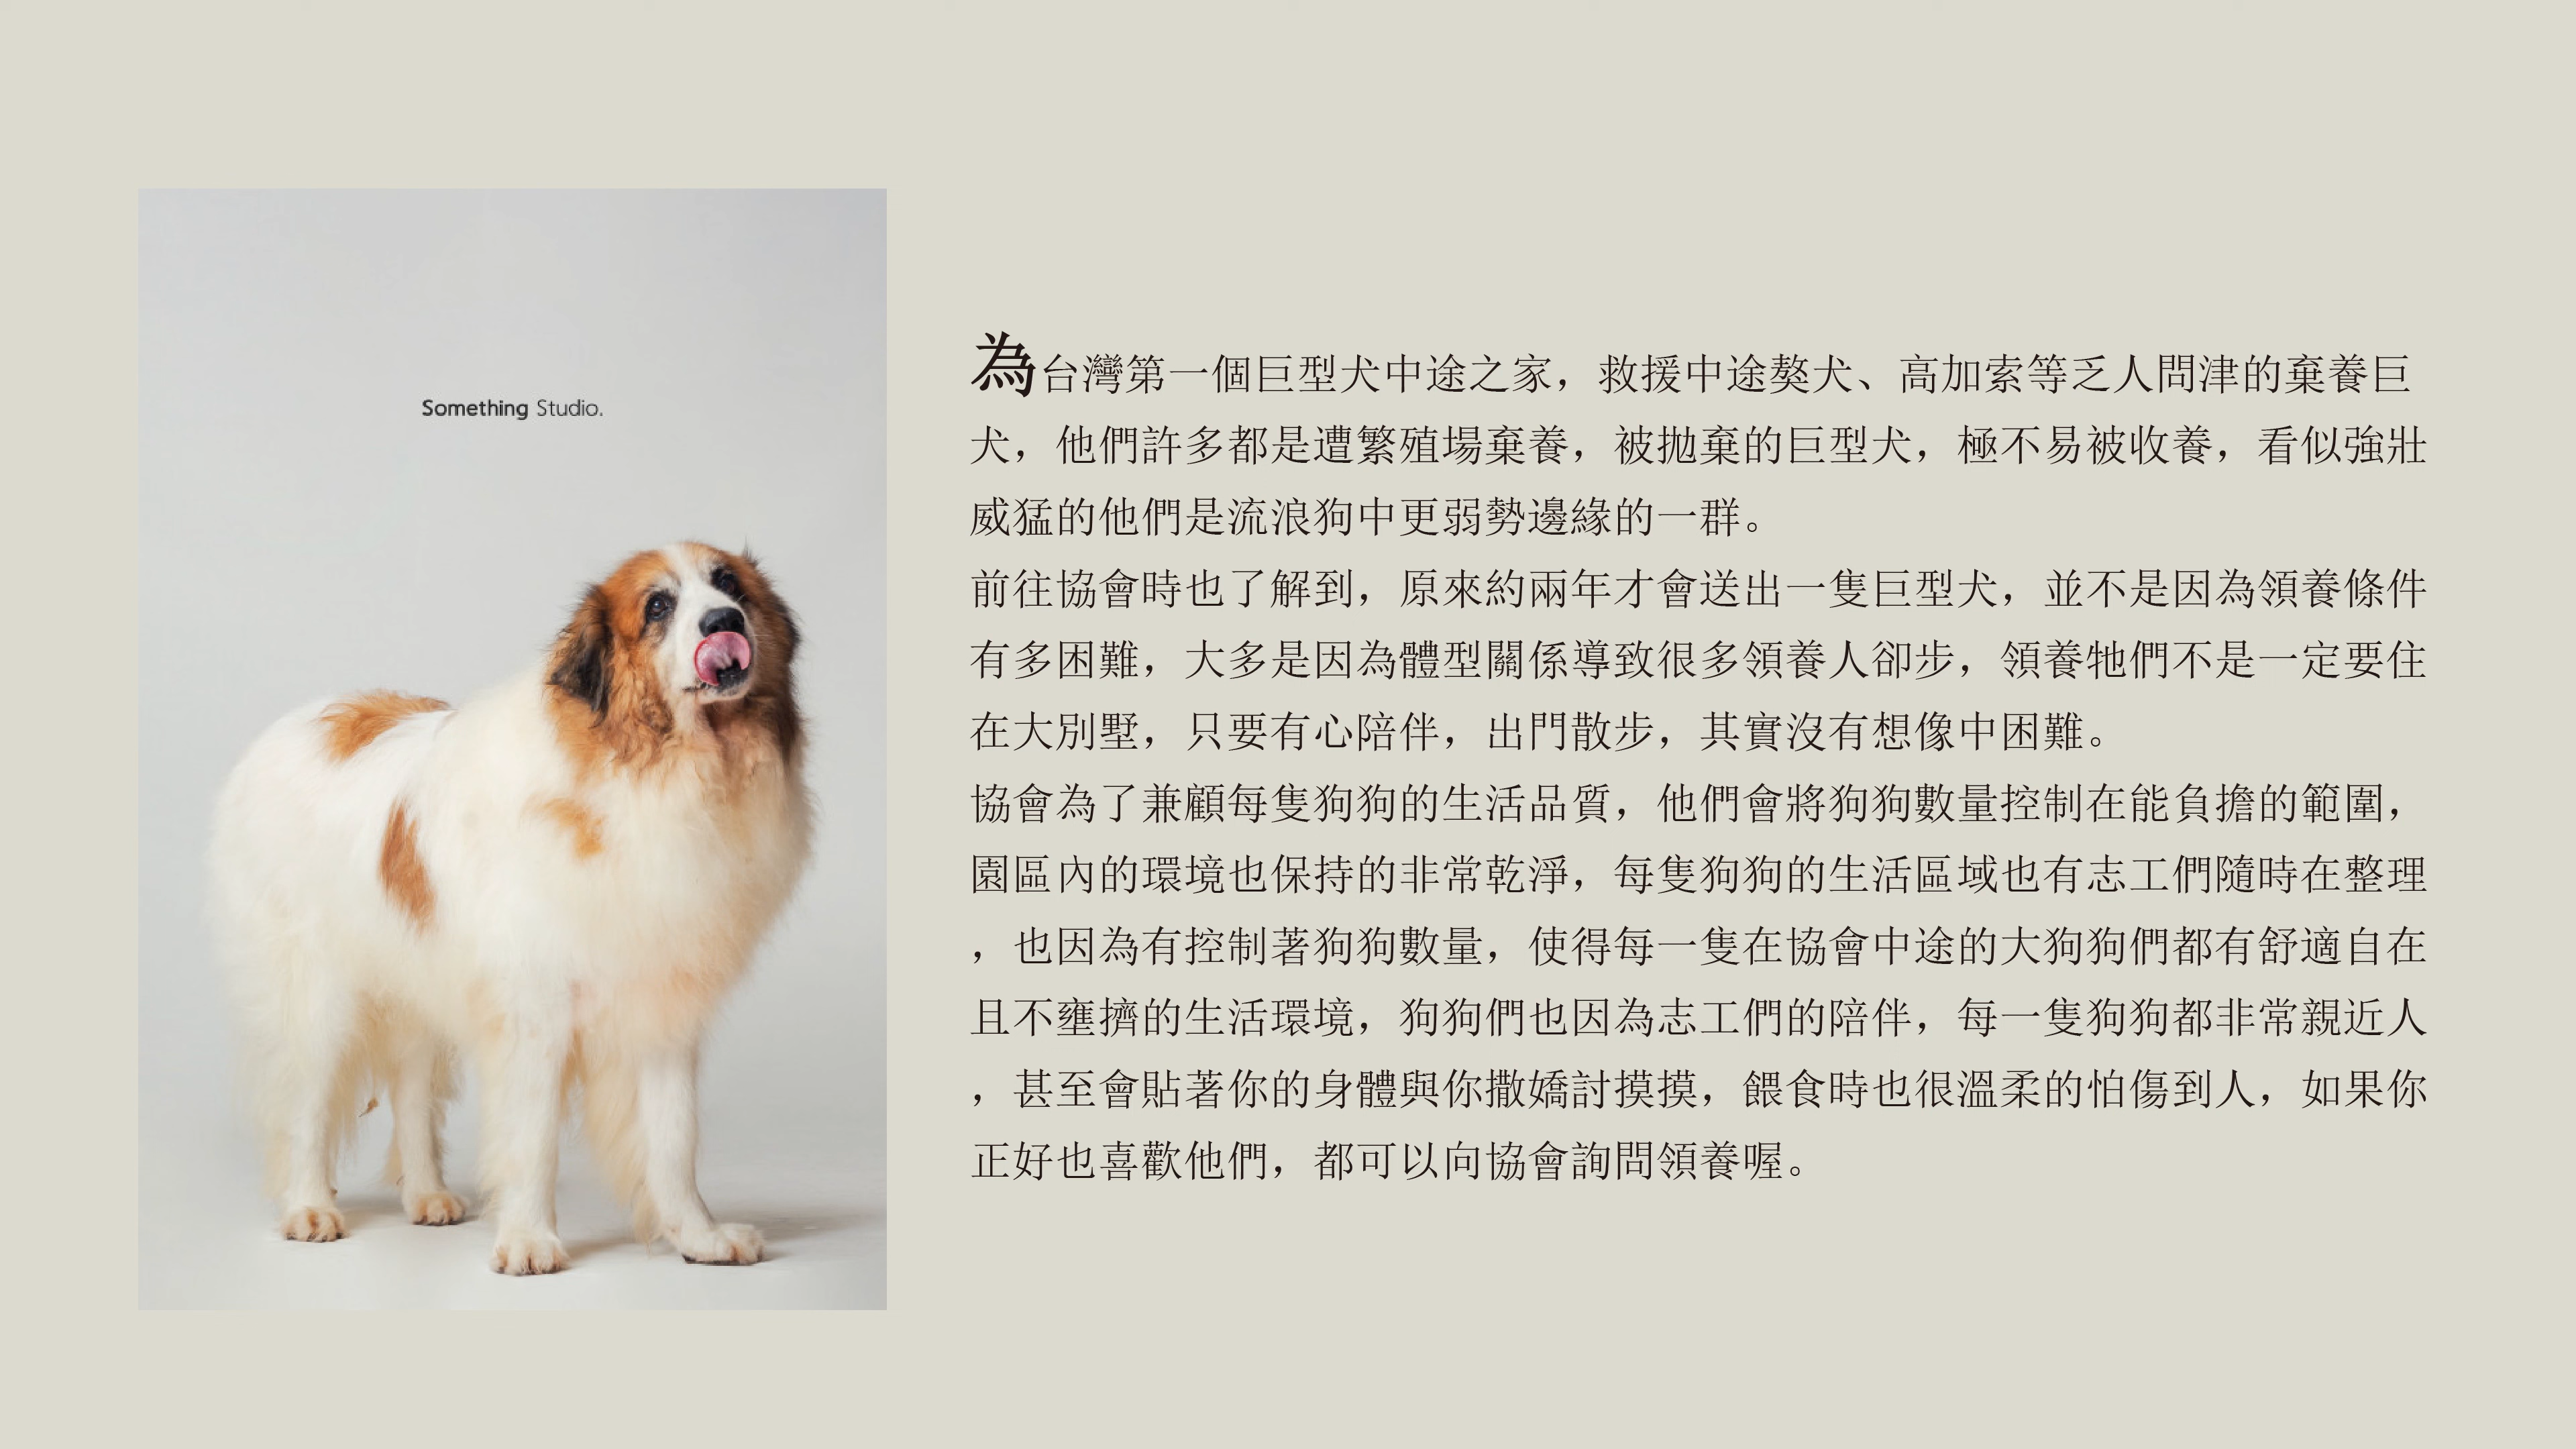 Something Studio.
為台灣第一個巨型犬中途之家，救援中途獒犬、高加索等乏人問津的棄養巨
犬，他們許多都是遭繁殖場棄養，被拋棄的巨型犬，極不易被收養，看似強壯
威猛的他們是流浪狗中更弱勢邊緣的一群。
前往協會時也了解到，原來約兩年才會送出一隻巨型犬，並不是因為領養條件
有多困難，大多是因為體型關係導致很多領養人卻步，領養牠們不是一定要住
在大別墅，只要有心陪伴，出門散步，其實沒有想像中困難。
協會為了兼顧每隻狗狗的生活品質，他們會將狗狗數量控制在能負擔的範圍，
園區內的環境也保持的非常乾淨，每隻狗狗的生活區域也有志工們隨時在整理
，也因為有控制著狗狗數量，使得每一隻在協會中途的大狗狗們都有舒適自在
且不壅擠的生活環境，狗狗們也因為志工們的陪伴，每一隻狗狗都非常親近人
，甚至會貼著你的身體與你撒嬌討摸摸，餵食時也很溫柔的怕傷到人，如果你
正好也喜歡他們，都可以向協會詢問領養喔。